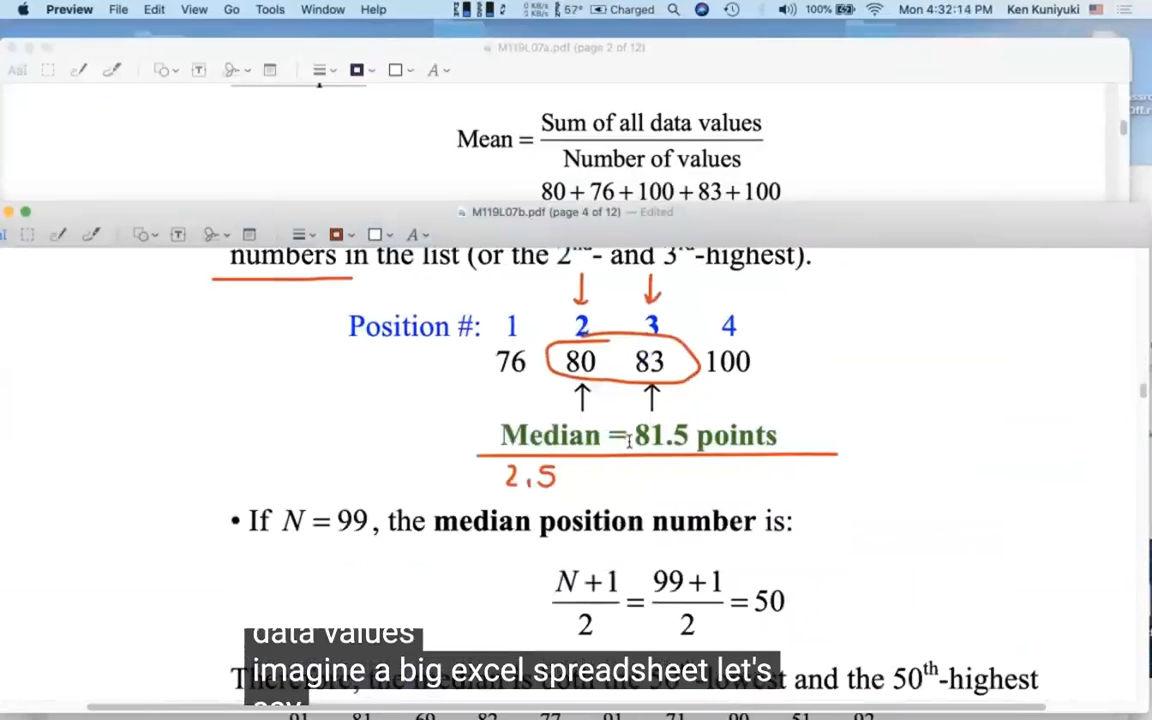 Preview File Edit View Go Tools Window Help 57° Charged 100% Mon 4:32:14 PM Ken Kuniyuki
M119L07a.pdf (page 2 of 12)
AaI T A
Mean = Sum of all data values
Number of values
80 + 76 + 100 + 83 + 100
M119L07b.pdf (page 4 of 12) — Edited
T A
numbers in the list (or the 2nd- and 3rd-highest).
Position #: 1 2 3 4
76 80 83 100
Median = 81.5 points
2.5
• If N = 99, the median position number is:
N + 1 / 2 = 99 + 1 / 2 = 50
data values
imagine a big excel spreadsheet let's
and the 50th-highest